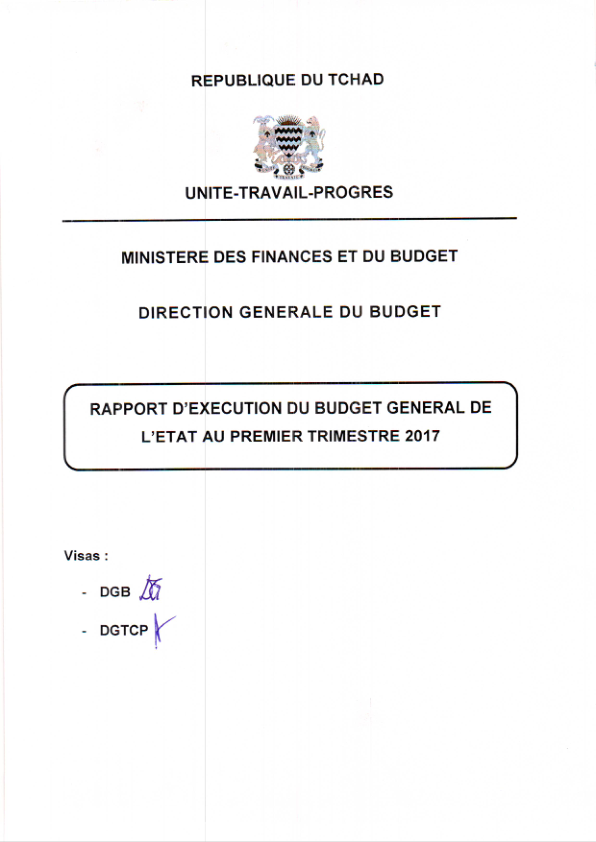 REPUBLIQUE DU TCHAD
UNITE-TRAVAIL-PROGRES
MINISTERE DES FINANCES ET DU BUDGET
DIRECTION GENERALE DU BUDGET
RAPPORT D'EXECUTION DU BUDGET GENERAL DE
L'ETAT AU PREMIER TRIMESTRE 2017
Visas :
- DGB
- DGTCP